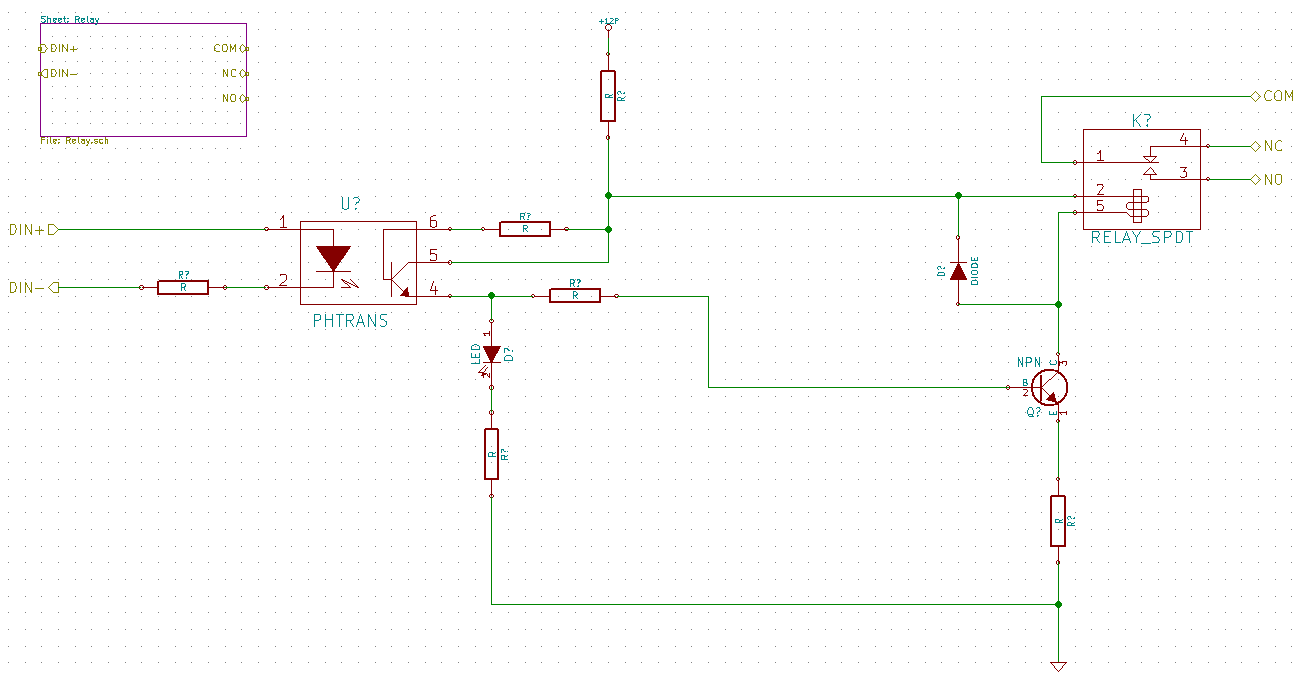 Sheet: Relay
DIN+ COM
DIN- NC
NO
File: Relay.sch
+12P
R R?
COM
K?
4 NC
1
3 NO
2
5
RELAY_SPDT
U?
DIN+ 1 6 R?
R
5
DIN- R? 2 4 R?
R R
PHTRANS
D? DIODE
1
LED D?
2
NPN C 3
B
2
Q? E 1
R R?
R R?